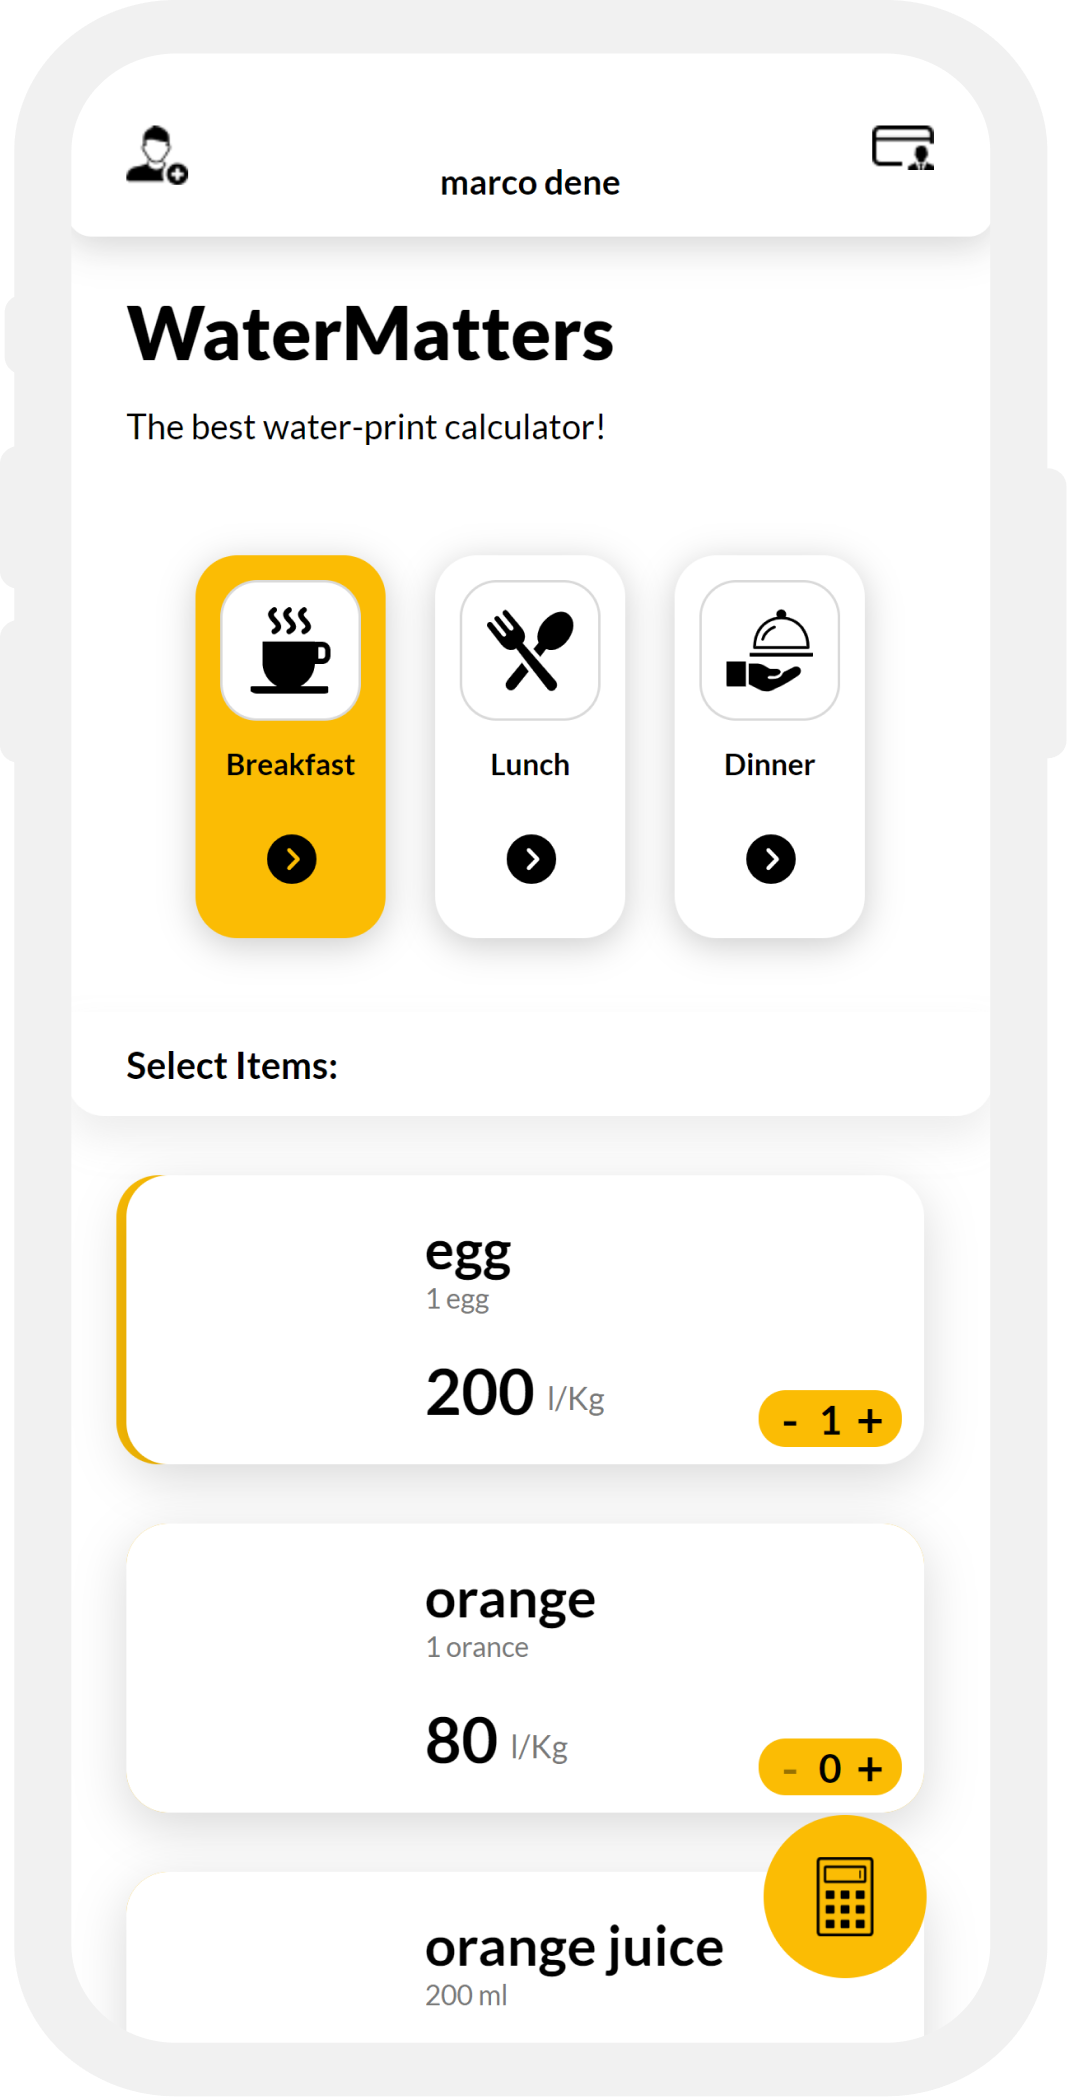 marco dene
WaterMatters
The best water-print calculator!
Breakfast
Lunch
Dinner
Select Items:
egg
1 egg
200 l/Kg
- 1 +
orange
1 orance
80 l/Kg
- 0 +
orange juice
200 ml